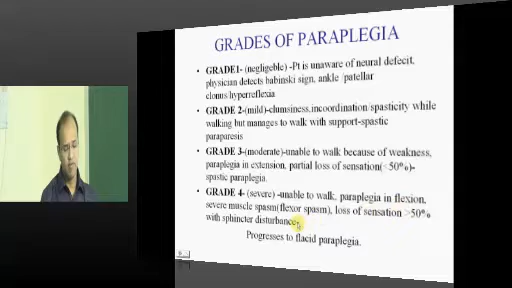 GRADES OF PARAPLEGIA
• GRADE1- (negligeble) -Pt is unaware of neural defecit,
physician detects babinski sign, ankle /patellar
clonus/hyperreflexia.
• GRADE 2-(mild)-clumsiness,incoordination/spasticity while
walking but manages to walk with support-spastic
paraparesis
• GRADE 3-(moderate)-unable to walk because of weakness,
paraplegia in extension, partial loss of sensation(<50%)-
spastic paraplegia.
• GRADE 4- (severe) -unable to walk, paraplegia in flexion,
severe muscle spasm(flexor spasm), loss of sensation >50%
with sphincter disturbance-
Progresses to flacid paraplegia.